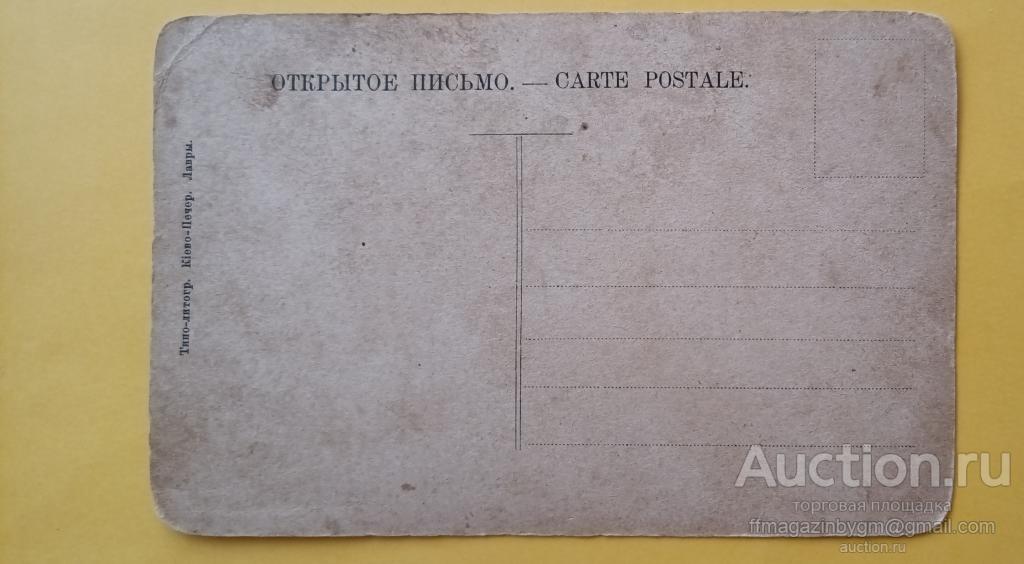 ОТКРЫТОЕ ПИСЬМО. — CARTE POSTALE.
Типо-литогр. Кіево-Печер. Лавры.
Auction.ru
торговая площадка
ffmagazinbygm@gmail.com
auction.ru